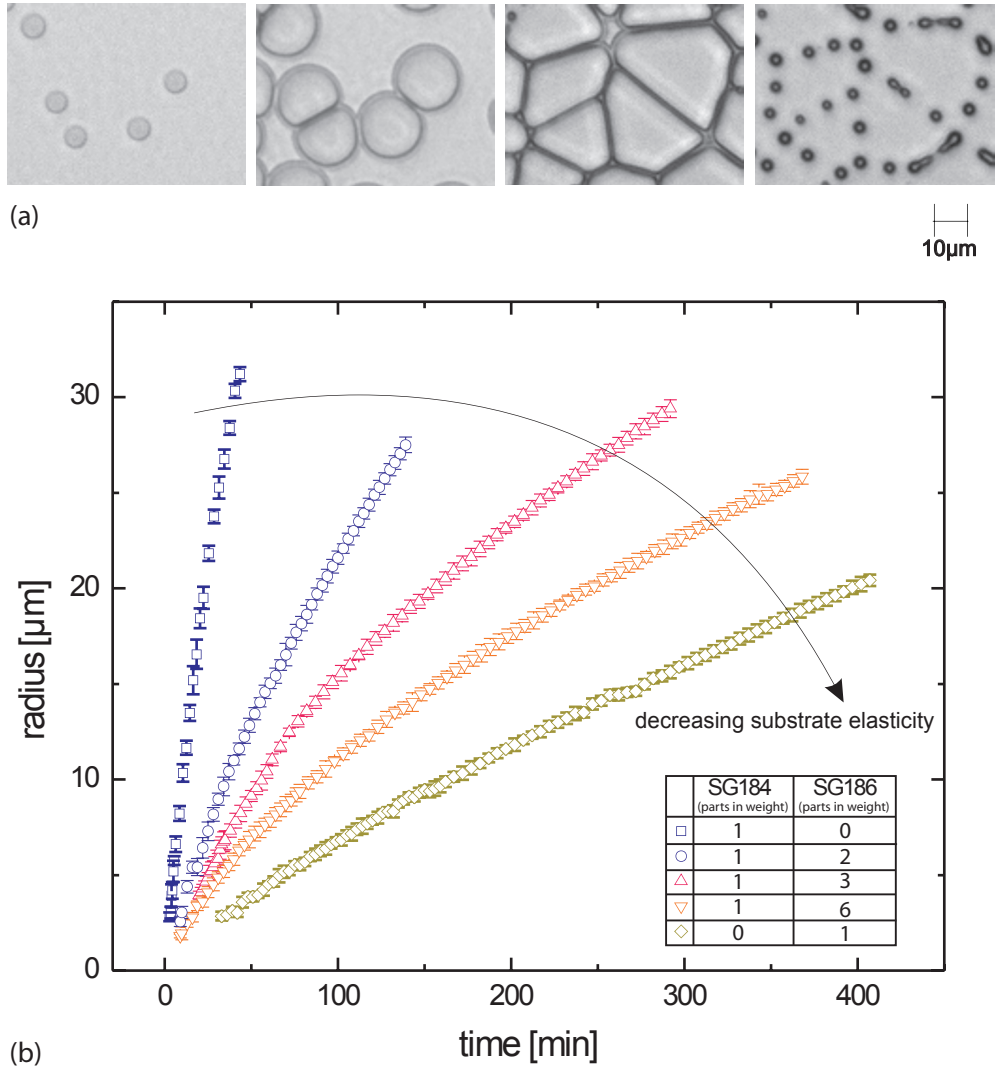 (a)
10µm
30
20
10
0
radius [µm]
0 100 200 300 400
time [min]
decreasing substrate elasticity
SG184 SG186
(parts in weight) (parts in weight)
1 0
1 2
1 3
1 6
0 1
(b)